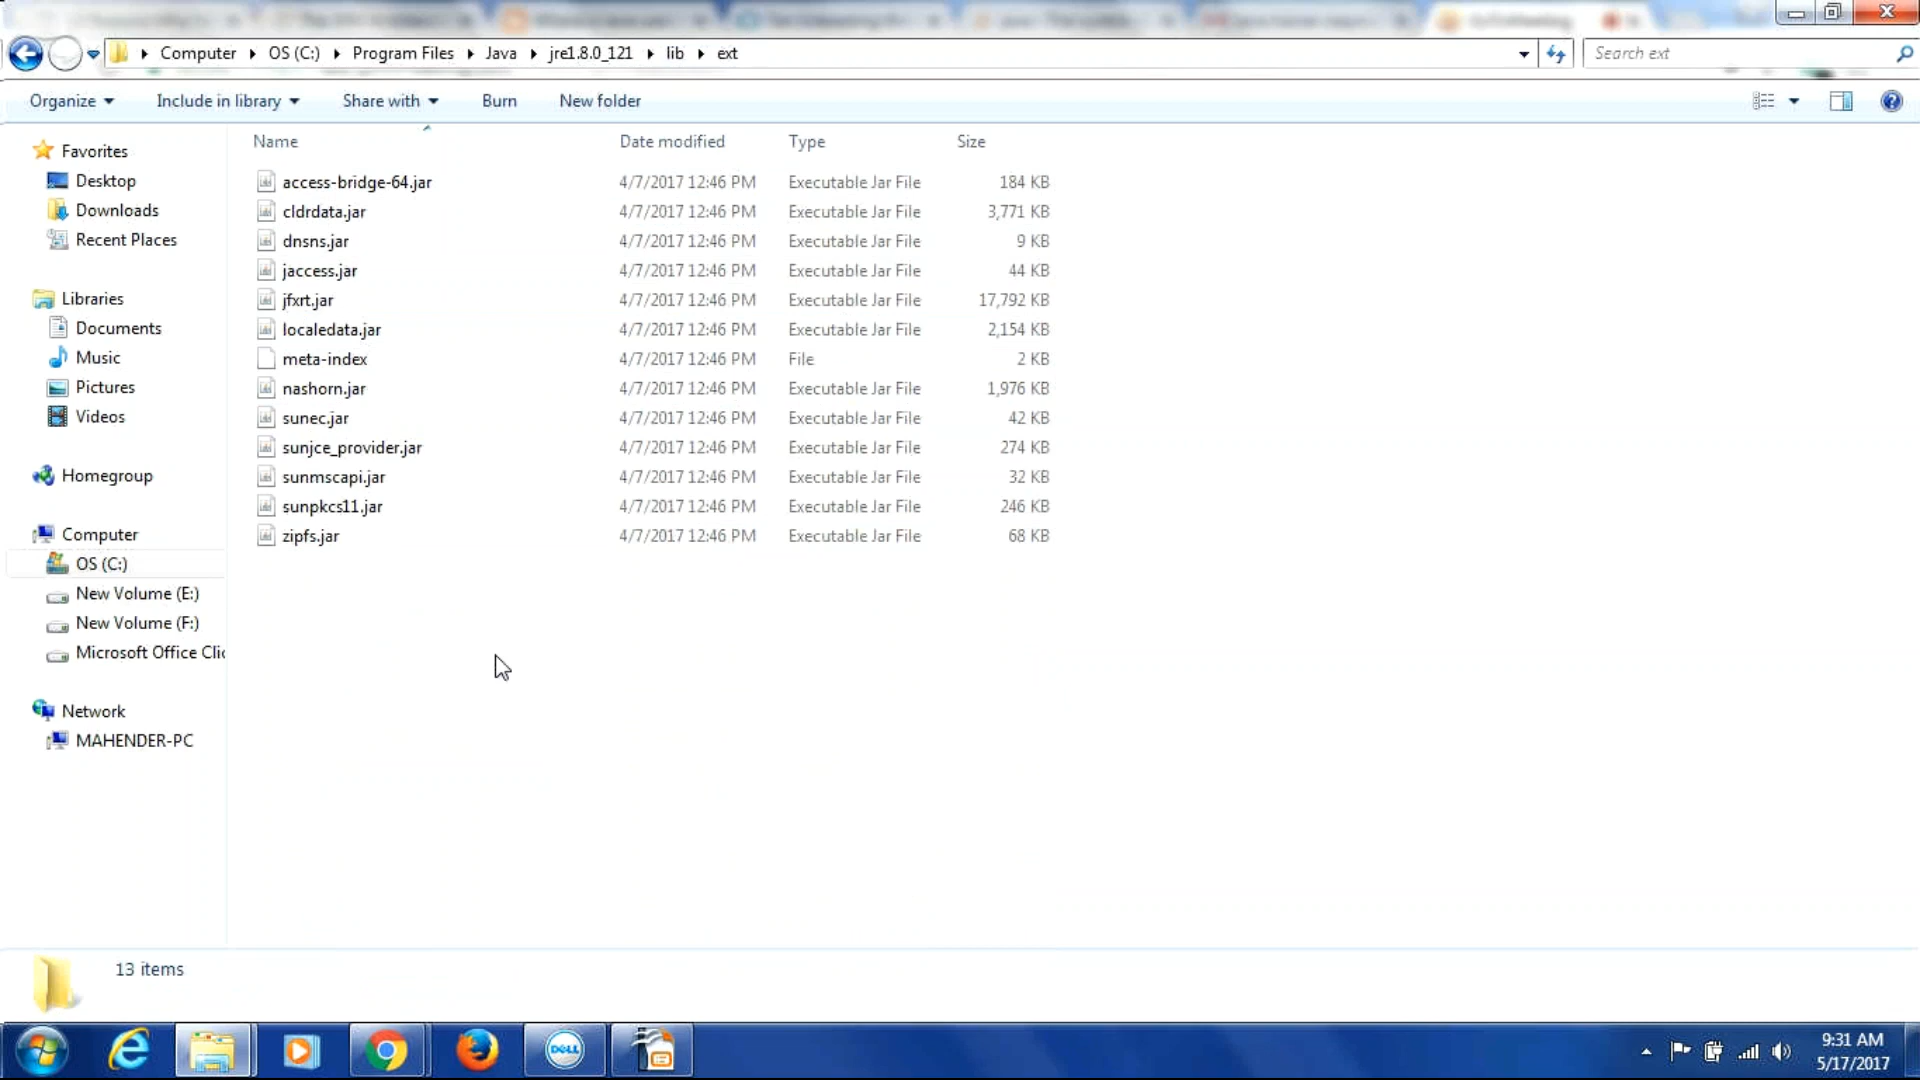 Computer OS (C:) Program Files Java jre1.8.0_121 lib ext
Search ext
Organize Include in library Share with Burn New folder
Name Date modified Type Size
Favorites
Desktop
Downloads
Recent Places
Libraries
Documents
Music
Pictures
Videos
Homegroup
Computer
OS (C:)
New Volume (E:)
New Volume (F:)
Microsoft Office Clic
Network
MAHENDER-PC
access-bridge-64.jar 4/7/2017 12:46 PM Executable Jar File 184 KB
cldrdata.jar 4/7/2017 12:46 PM Executable Jar File 3,771 KB
dnsns.jar 4/7/2017 12:46 PM Executable Jar File 9 KB
jaccess.jar 4/7/2017 12:46 PM Executable Jar File 44 KB
jfxrt.jar 4/7/2017 12:46 PM Executable Jar File 17,792 KB
localedata.jar 4/7/2017 12:46 PM Executable Jar File 2,154 KB
meta-index 4/7/2017 12:46 PM File 2 KB
nashorn.jar 4/7/2017 12:46 PM Executable Jar File 1,976 KB
sunec.jar 4/7/2017 12:46 PM Executable Jar File 42 KB
sunjce_provider.jar 4/7/2017 12:46 PM Executable Jar File 274 KB
sunmscapi.jar 4/7/2017 12:46 PM Executable Jar File 32 KB
sunpkcs11.jar 4/7/2017 12:46 PM Executable Jar File 246 KB
zipfs.jar 4/7/2017 12:46 PM Executable Jar File 68 KB
13 items
DELL
9:31 AM
5/17/2017